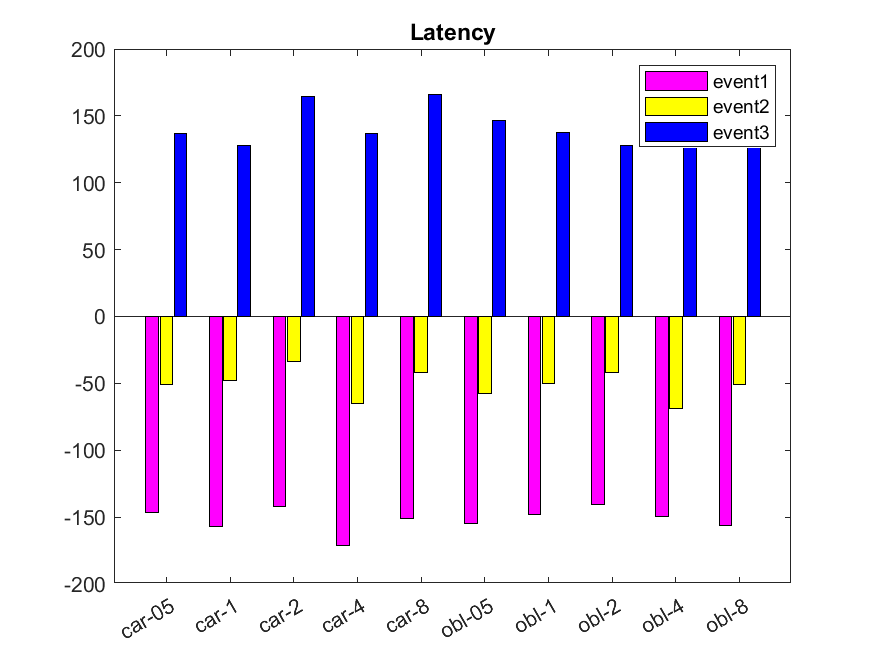 Latency
200
150
100
50
0
-50
-100
-150
-200
event1
event2
event3
car-05
car-1
car-2
car-4
car-8
obl-05
obl-1
obl-2
obl-4
obl-8